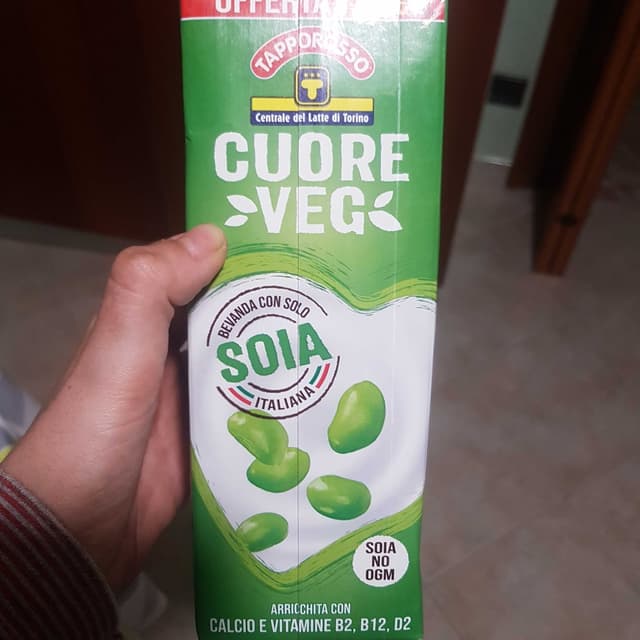 OFFERTA
TAPPOROSSO
Centrale del Latte di Torino
CUORE
VEG
BEVANDA CON SOLO
SOIA
ITALIANA
SOIA
NO
OGM
ARRICCHITA CON
CALCIO E VITAMINE B2, B12, D2